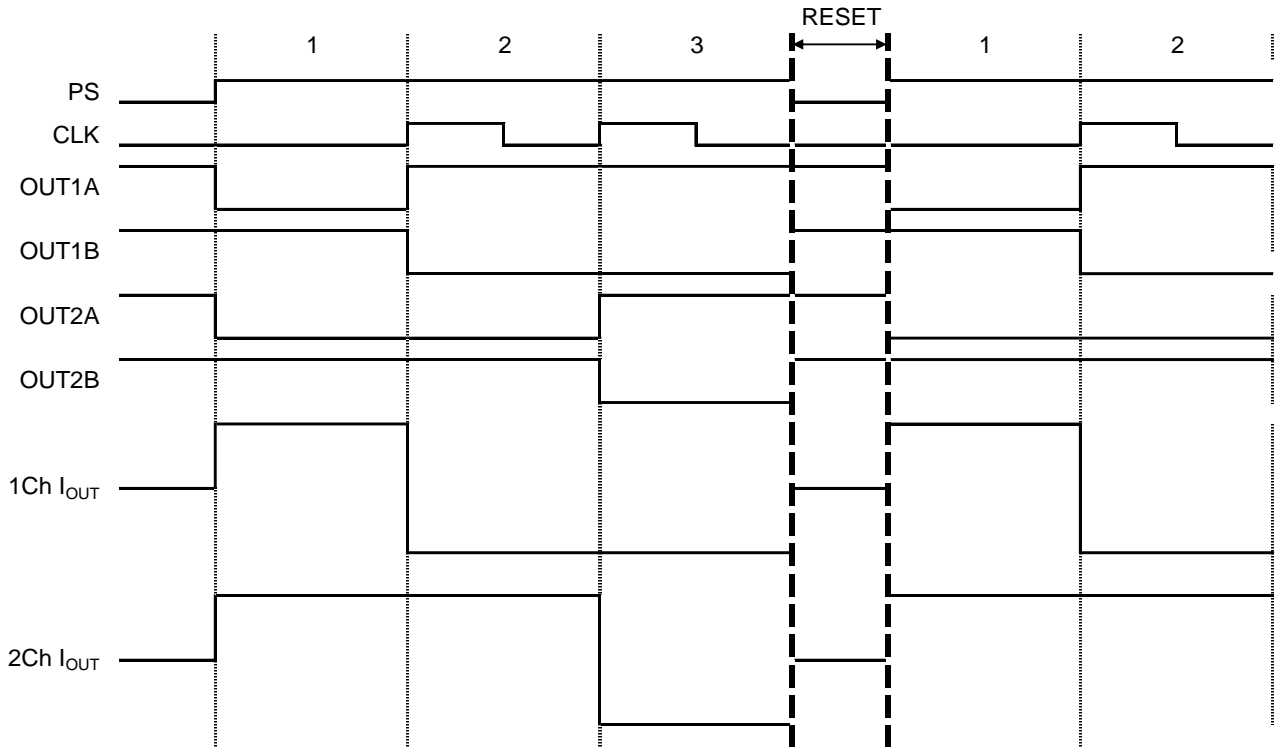 RESET
1 2 3 1 2
PS
CLK
OUT1A
OUT1B
OUT2A
OUT2B
1Ch IOUT
2Ch IOUT